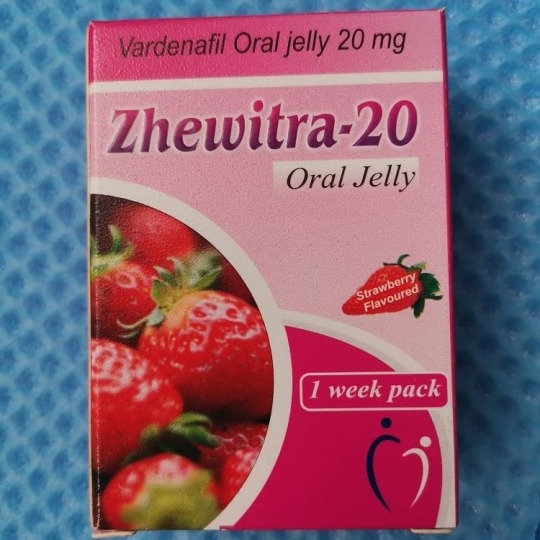 Vardenafil Oral jelly 20 mg
Zhewitra-20
Oral Jelly
Strawberry
Flavoured
1 week pack